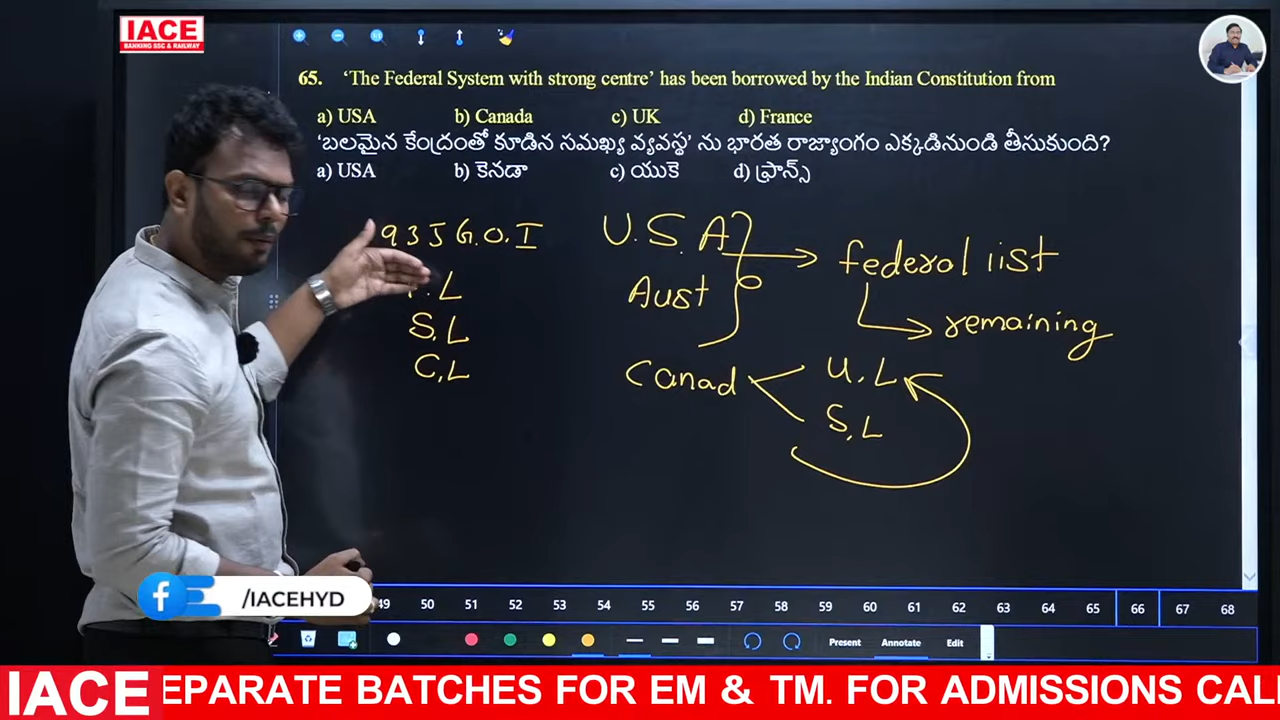 IACE
BANKING SSC & RAILWAY
65. ‘The Federal System with strong centre’ has been borrowed by the Indian Constitution from
a) USA b) Canada c) UK d) France
‘బలమైన కేంద్రంతో కూడిన సమఖ్య వ్యవస్థ’ ను భారత రాజ్యాంగం ఎక్కడినుండి తీసుకుంది?
a) USA b) కెనడా c) యుకె d) ఫ్రాన్స్
935 G.O.I
U.S.A
federal list
Aust
.L
S.L
remaining
C.L
Canad
U.L
S.L
/IACEHYD
49 50 51 52 53 54 55 56 57 58 59 60 61 62 63 64 65 66 67 68
Present Annotate Edit
IACE EPARATE BATCHES FOR EM & TM. FOR ADMISSIONS CALL